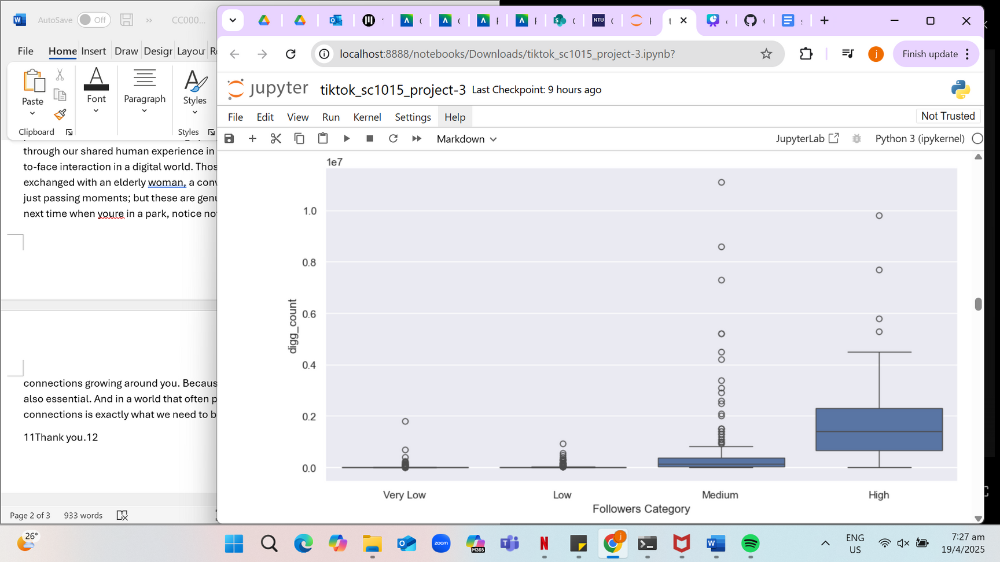 AutoSave Off CC000...
File Home Insert Draw Design Layou
Paste
Font
Paragraph
Styles
Clipboard
Styles
through our shared human experience in
to-face interaction in a digital world.
exchanged with an elderly woman, a
just passing moments; but these are
next time when youre in a park, notice
connections growing around you.
also essential. And in a world that often
connections is exactly what we need to
11Thank you.12
Page 2 of 3 933 words
NTU
Finish update
localhost:8888/notebooks/Downloads/tiktok_sc1015_project-3.ipynb?
j
jupyter tiktok_sc1015_project-3 Last Checkpoint: 9 hours ago
File Edit View Run Kernel Settings Help Not Trusted
Markdown JupyterLab Python 3 (ipykernel)
1e7
1.0
0.8
0.6
0.4
0.2
0.0
digg_count
Very Low Low Medium High
Followers Category
26°
zoom
M365
ENG
US
7:27 am
19/4/2025